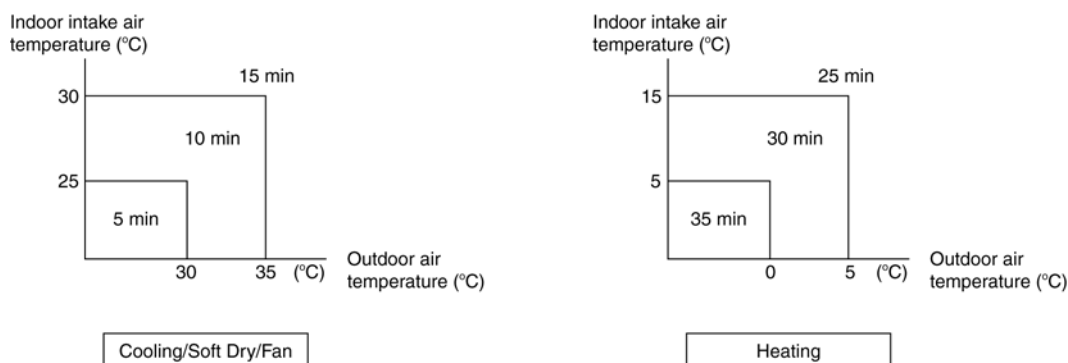 Indoor intake air
temperature (°C)
15 min
30
10 min
25
5 min
30
35
(°C)
Outdoor air
temperature (°C)
Cooling/Soft Dry/Fan
Indoor intake air
temperature (°C)
25 min
15
30 min
5
35 min
0
5
(°C)
Outdoor air
temperature (°C)
Heating